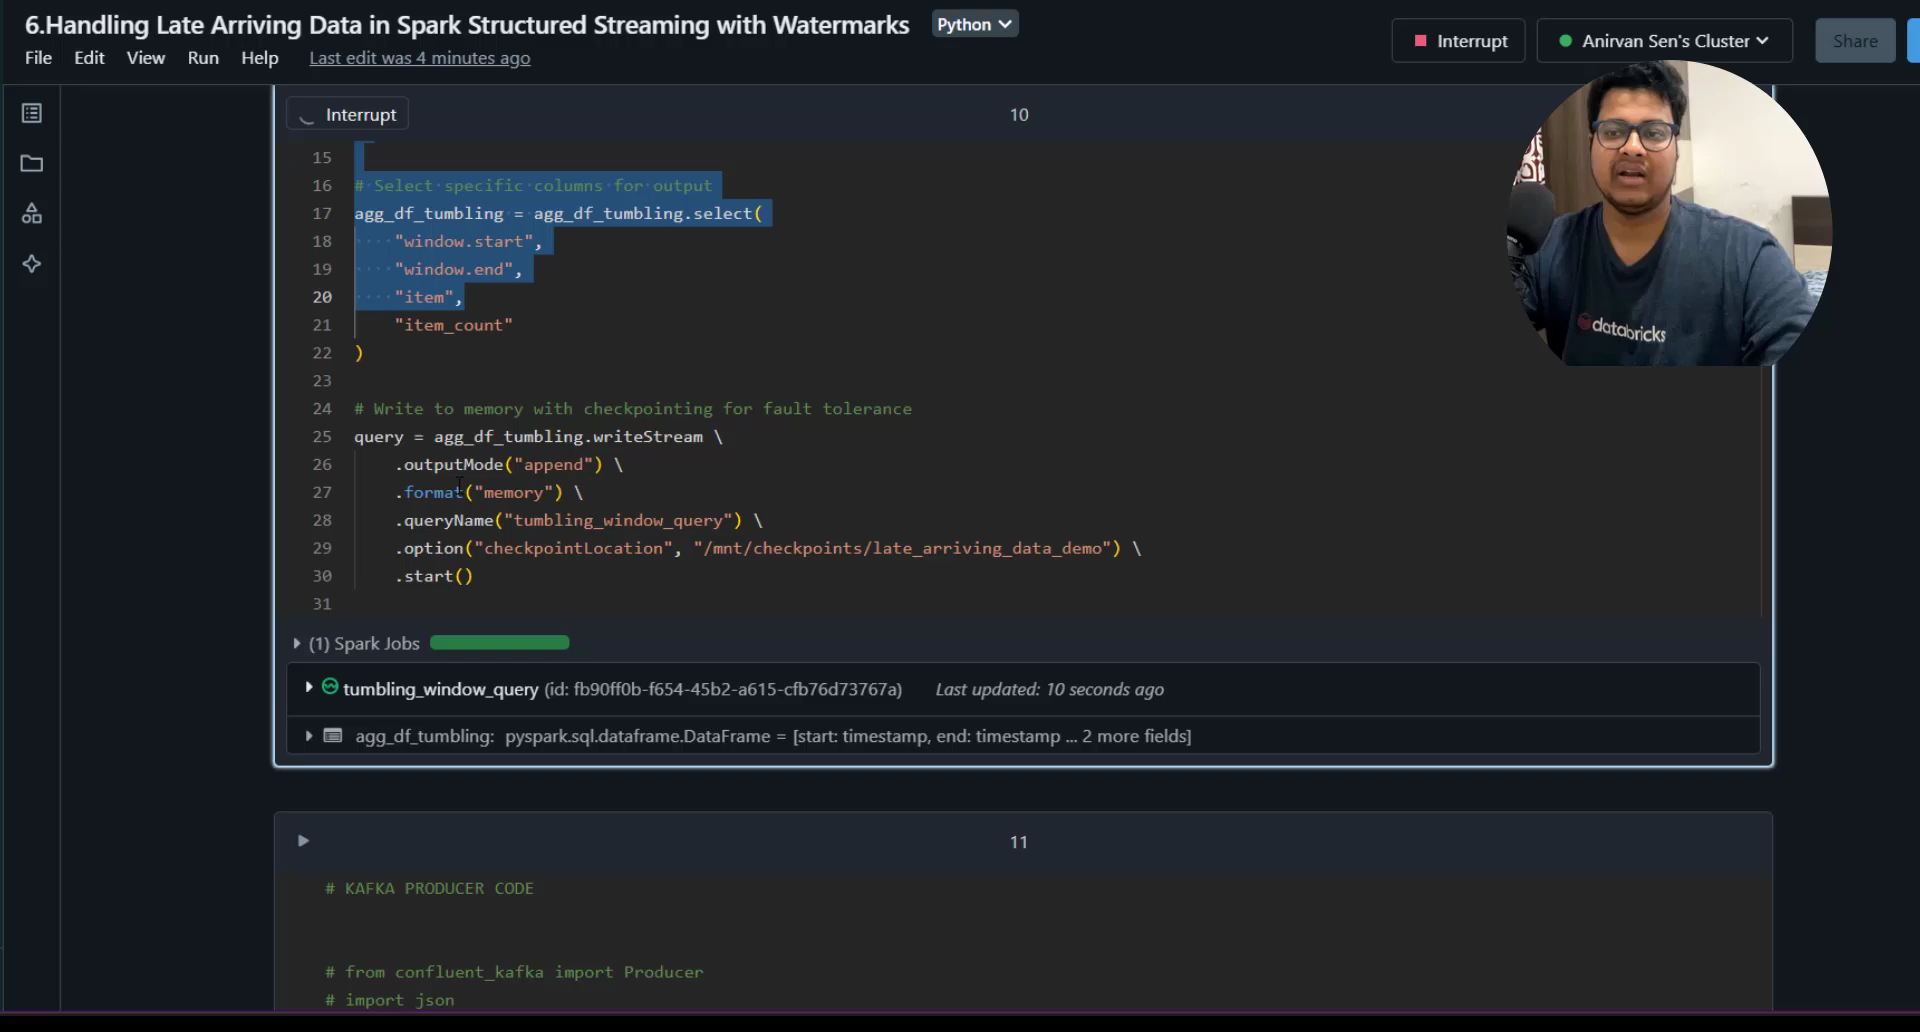 6.Handling Late Arriving Data in Spark Structured Streaming with Watermarks
Python
File Edit View Run Help Last edit was 4 minutes ago
Interrupt
Anirvan Sen's Cluster
Share
Interrupt
10
15
16 # Select specific columns for output
17 agg_df_tumbling = agg_df_tumbling.select(
18 "window.start",
19 "window.end",
20 "item",
21 "item_count"
22 )
23
24 # Write to memory with checkpointing for fault tolerance
25 query = agg_df_tumbling.writeStream \
26 .outputMode("append") \
27 .format("memory") \
28 .queryName("tumbling_window_query") \
29 .option("checkpointLocation", "/mnt/checkpoints/late_arriving_data_demo") \
30 .start()
31
(1) Spark Jobs
tumbling_window_query (id: fb90ff0b-f654-45b2-a615-cfb76d73767a) Last updated: 10 seconds ago
agg_df_tumbling: pyspark.sql.dataframe.DataFrame = [start: timestamp, end: timestamp ... 2 more fields]
11
# KAFKA PRODUCER CODE
# from confluent_kafka import Producer
# import json
databricks